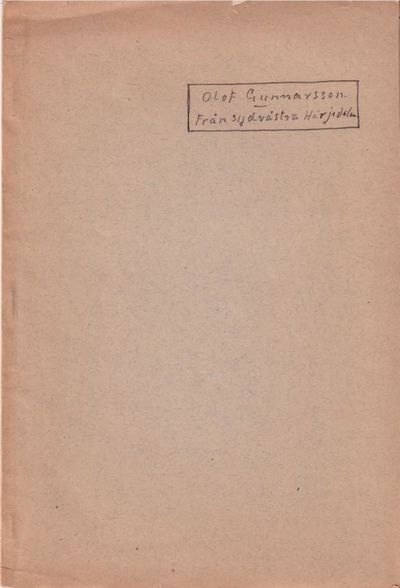 Olof Gunnarsson.
Från sydvästra Härjedalen